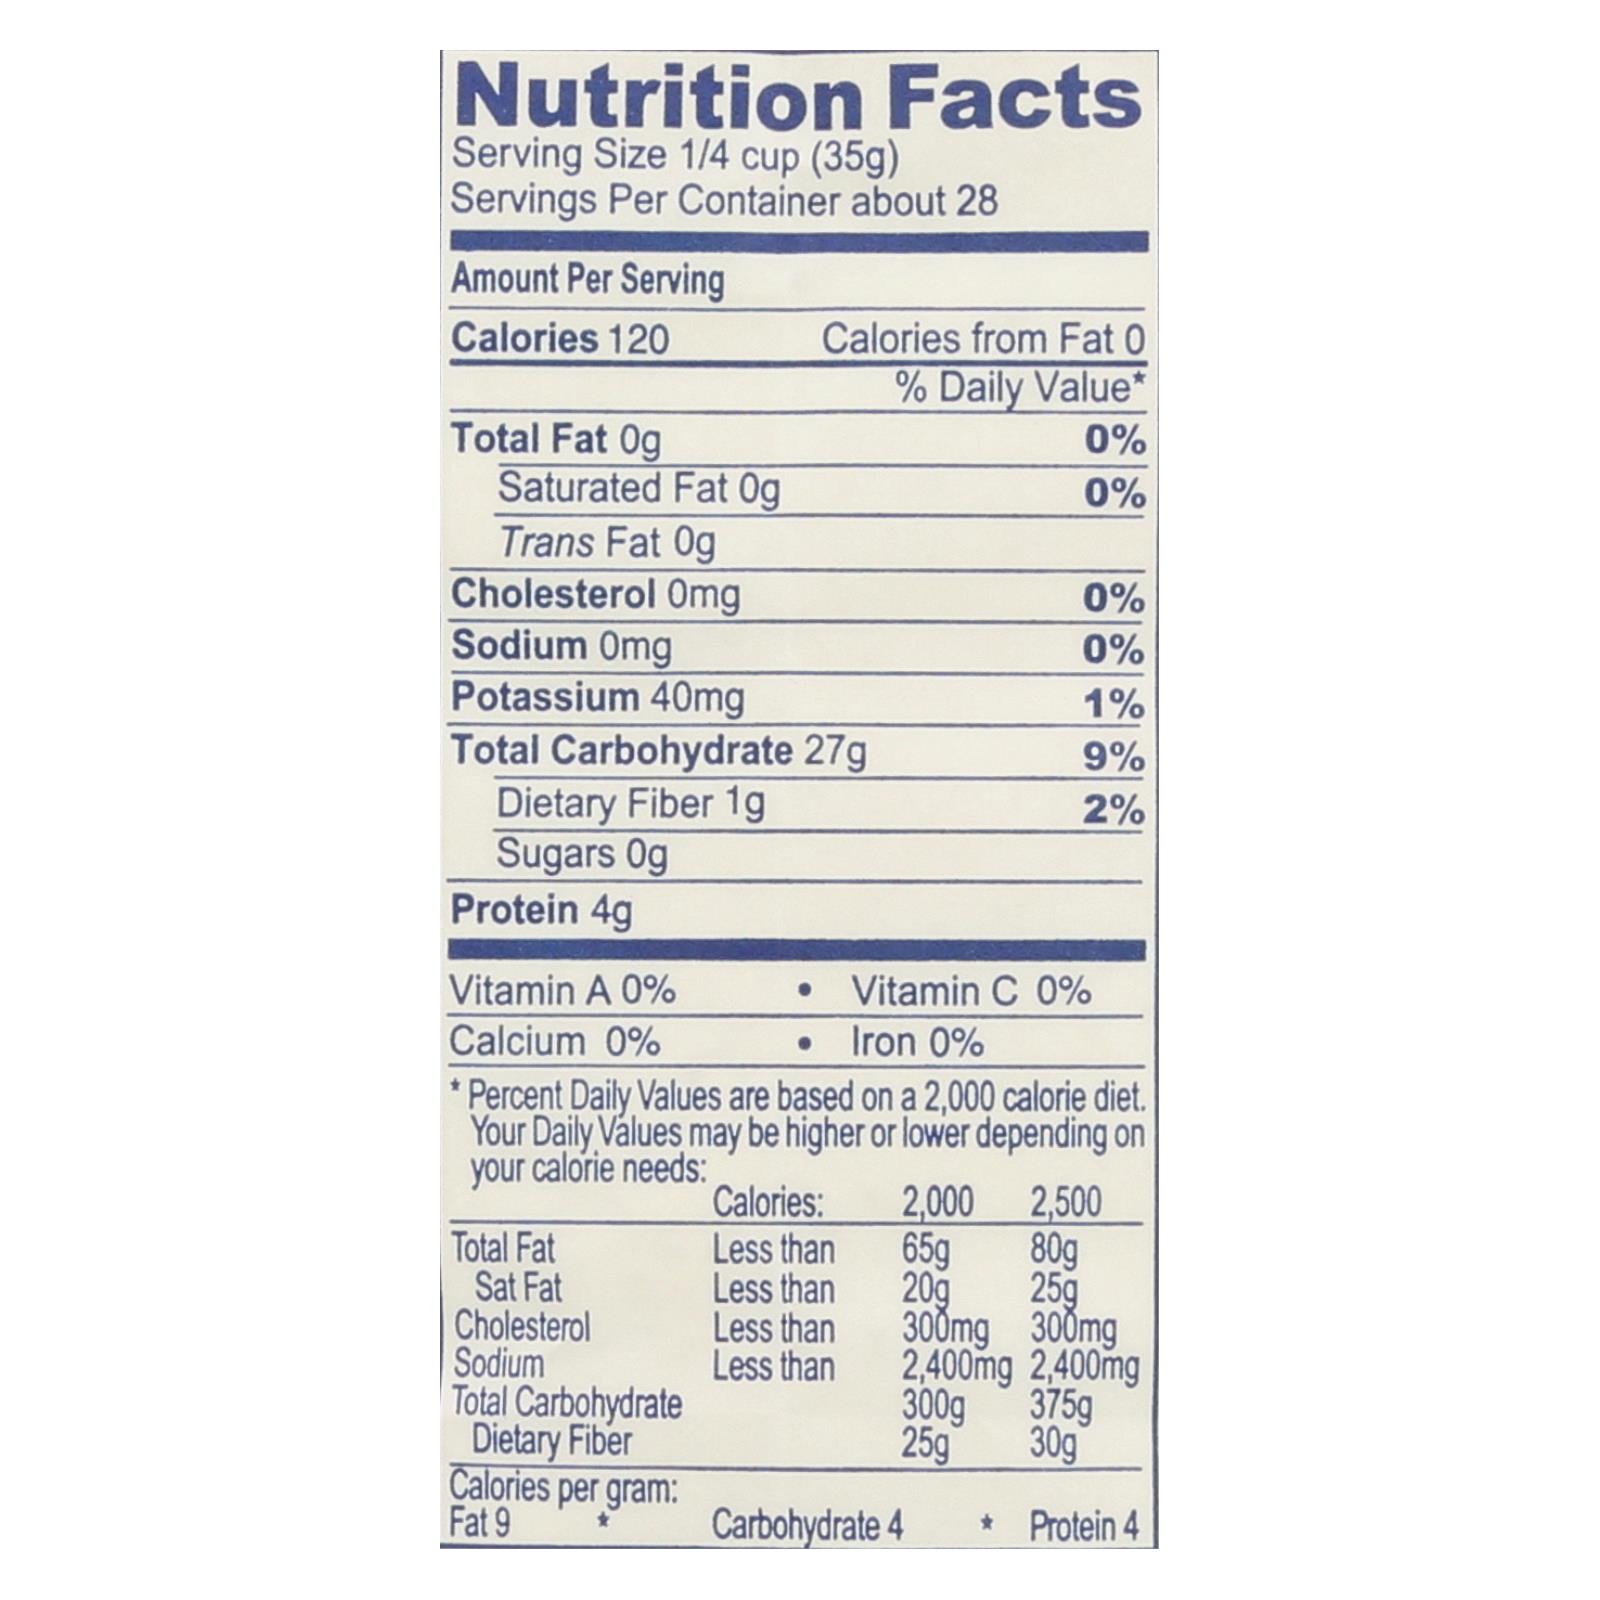 Nutrition Facts
Serving Size 1/4 cup (35g)
Servings Per Container about 28
Amount Per Serving
Calories 120 Calories from Fat 0
% Daily Value*
Total Fat 0g 0%
Saturated Fat 0g 0%
Trans Fat 0g
Cholesterol 0mg 0%
Sodium 0mg 0%
Potassium 40mg 1%
Total Carbohydrate 27g 9%
Dietary Fiber 1g 2%
Sugars 0g
Protein 4g
Vitamin A 0% • Vitamin C 0%
Calcium 0% • Iron 0%
* Percent Daily Values are based on a 2,000 calorie diet.
Your Daily Values may be higher or lower depending on
your calorie needs:
Calories: 2,000 2,500
Total Fat Less than 65g 80g
Sat Fat Less than 20g 25g
Cholesterol Less than 300mg 300mg
Sodium Less than 2,400mg 2,400mg
Total Carbohydrate 300g 375g
Dietary Fiber 25g 30g
Calories per gram:
Fat 9 * Carbohydrate 4 * Protein 4